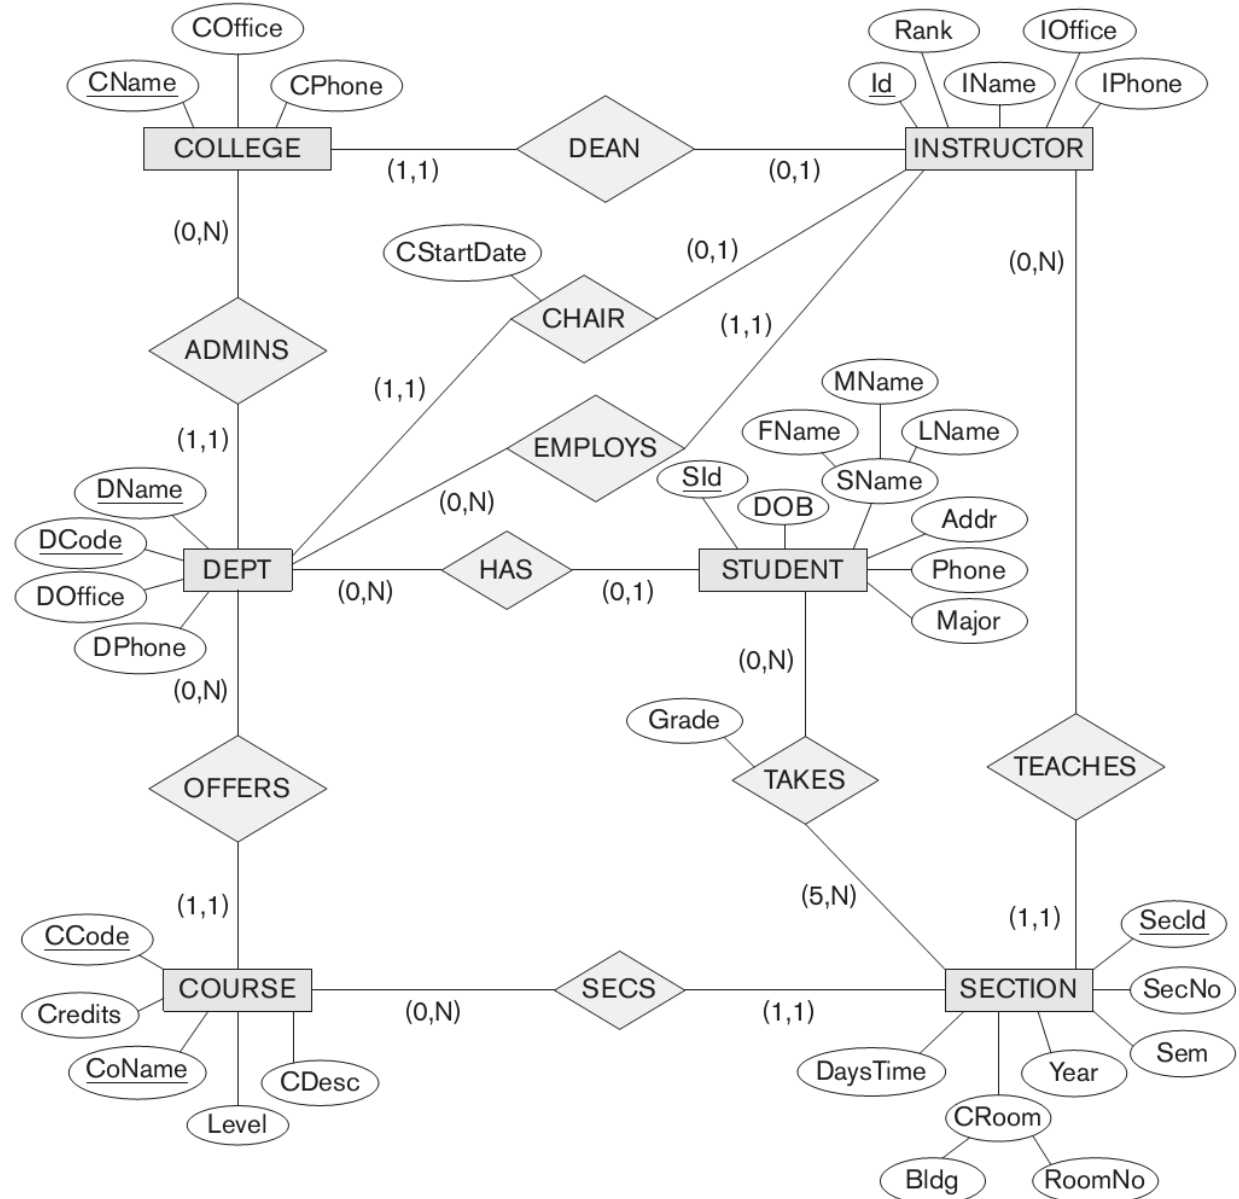 COffice
Rank
IOffice
CName
CPhone
Id
IName
IPhone
COLLEGE
DEAN
INSTRUCTOR
(1,1)
(0,1)
(0,N)
CStartDate
(0,1)
(0,N)
CHAIR
(1,1)
ADMINS
(1,1)
MName
(1,1)
FName
LName
EMPLOYS
SId
SName
DName
(0,N)
DOB
Addr
DCode
DEPT
HAS
STUDENT
Phone
DOffice
(0,N)
(0,1)
Major
DPhone
(0,N)
(0,N)
Grade
OFFERS
TAKES
TEACHES
(1,1)
(5,N)
(1,1)
SecId
CCode
COURSE
SECS
SECTION
SecNo
Credits
(0,N)
(1,1)
Sem
CoName
CDesc
DaysTime
Year
Level
CRoom
Bldg
RoomNo